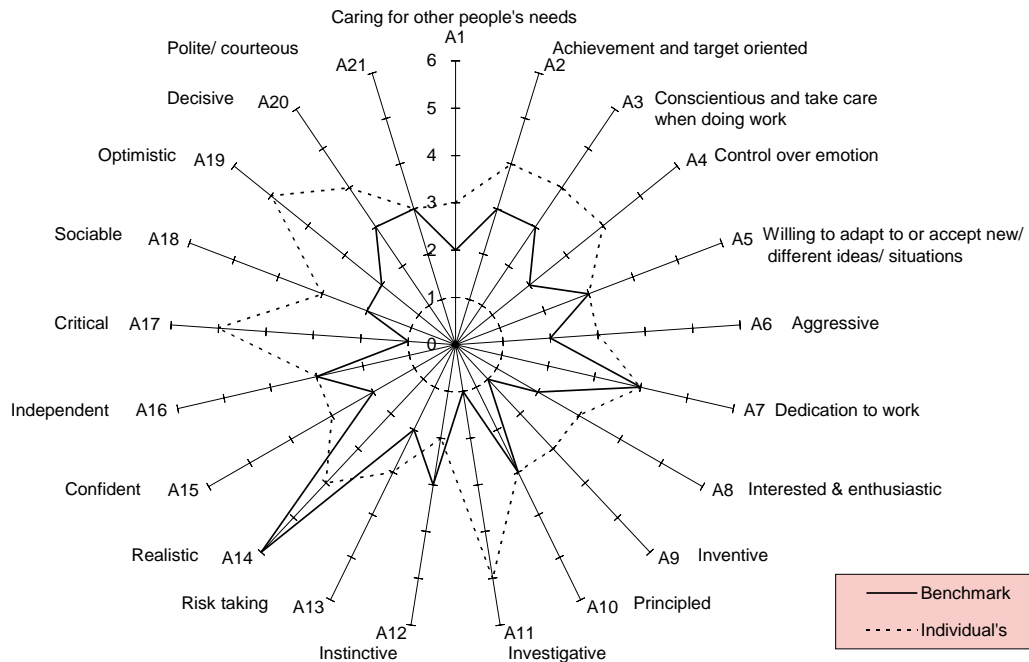 Caring for other people's needs
A1
Achievement and target oriented
A2
A3 Conscientious and take care
when doing work
A4 Control over emotion
A5 Willing to adapt to or accept new/
different ideas/ situations
A6 Aggressive
A7 Dedication to work
A8 Interested & enthusiastic
A9 Inventive
A10 Principled
A11
Investigative
A12
Instinctive
Risk taking A13
Realistic A14
Confident A15
Independent A16
Critical A17
Sociable A18
Optimistic A19
Decisive A20
Polite/ courteous
A21
6
5
4
3
2
1
0
Benchmark
Individual's